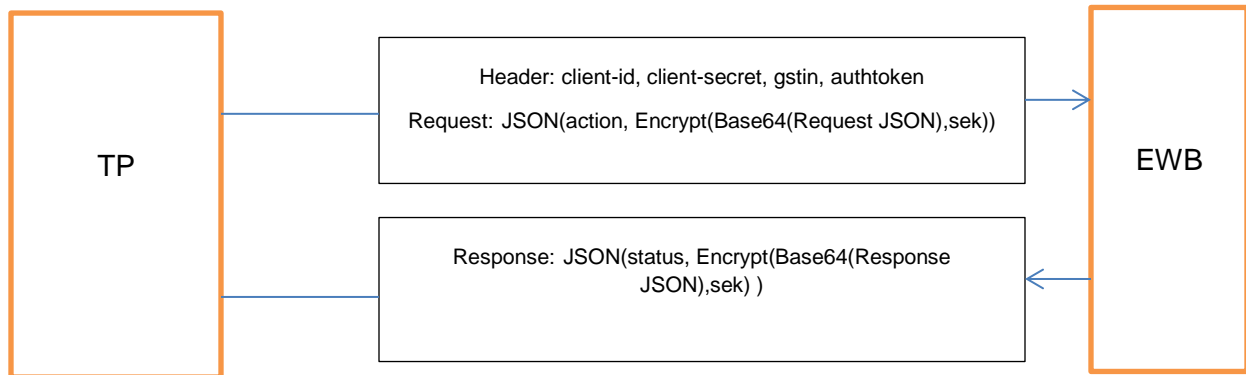 TP
Header: client-id, client-secret, gstin, authtoken
Request: JSON(action, Encrypt(Base64(Request JSON),sek))
Response: JSON(status, Encrypt(Base64(Response
JSON),sek) )
EWB